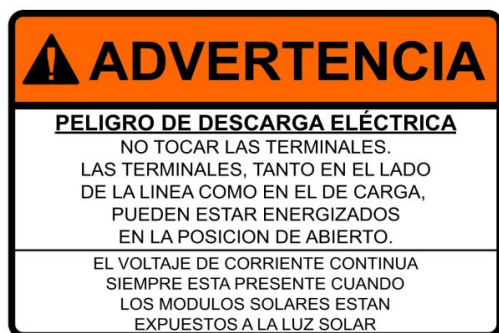 ADVERTENCIA
PELIGRO DE DESCARGA ELÉCTRICA
NO TOCAR LAS TERMINALES.
LAS TERMINALES, TANTO EN EL LADO
DE LA LINEA COMO EN EL DE CARGA,
PUEDEN ESTAR ENERGIZADOS
EN LA POSICION DE ABIERTO.
EL VOLTAJE DE CORRIENTE CONTINUA
SIEMPRE ESTA PRESENTE CUANDO
LOS MODULOS SOLARES ESTAN
EXPUESTOS A LA LUZ SOLAR